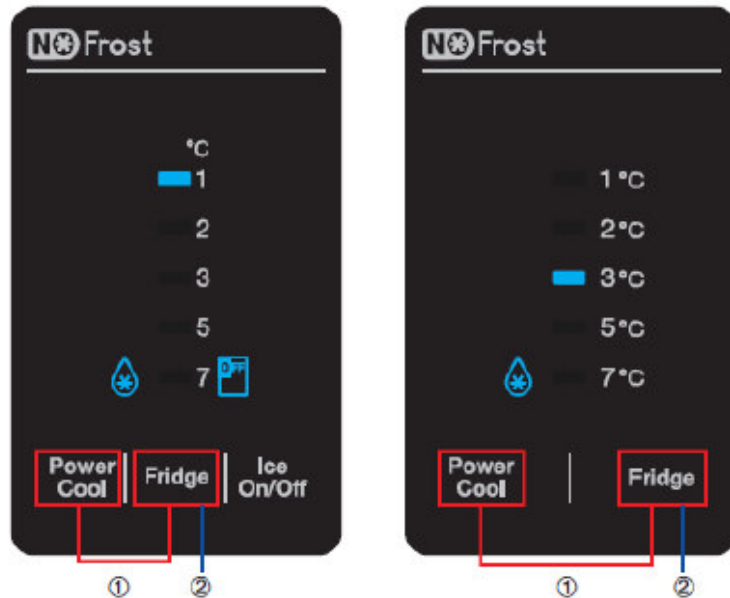 NO Frost
°C
1
2
3
5
7 OFF
Power Cool
Fridge
Ice On/Off
① ②
NO Frost
1 °C
2 °C
3 °C
5 °C
7 °C
Power Cool
Fridge
① ②